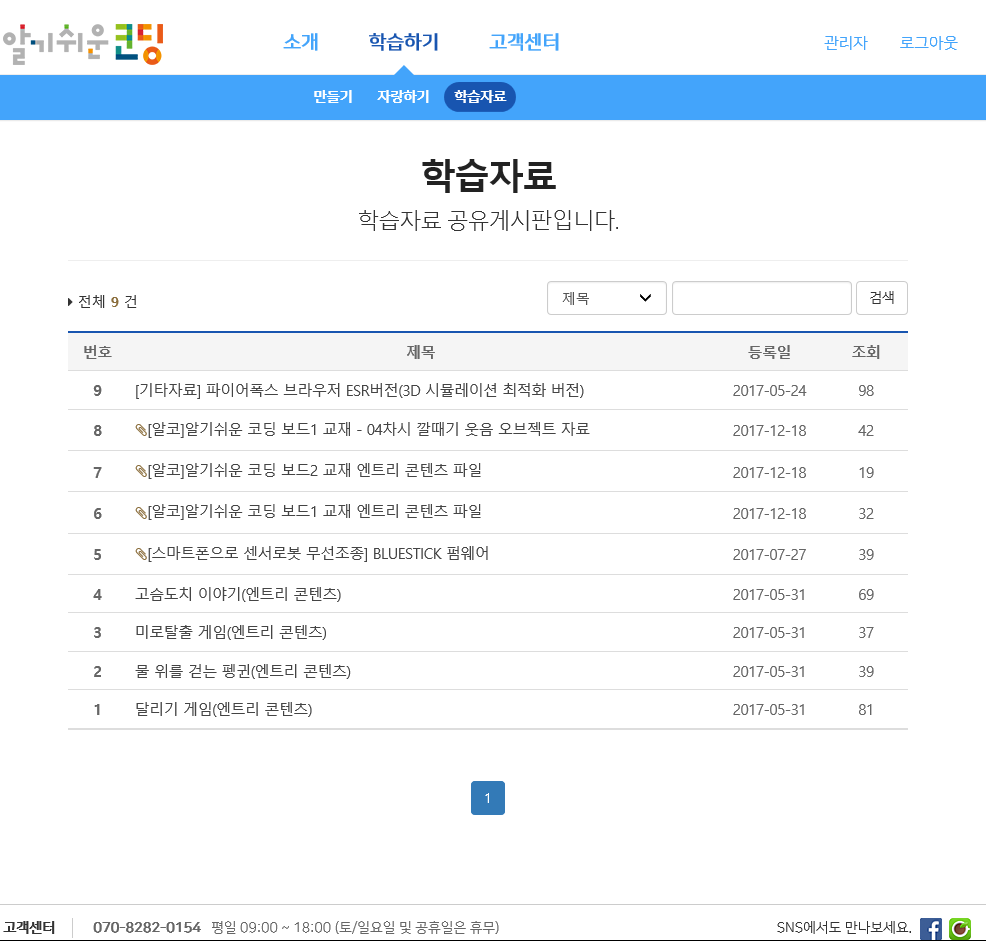 알기쉬운코딩 소개 학습하기 고객센터 관리자 로그아웃
만들기 자랑하기 학습자료
학습자료
학습자료 공유게시판입니다.
전체 9 건 제목 검색
번호 제목 등록일 조회
9 [기타자료] 파이어폭스 브라우저 ESR버전(3D 시뮬레이션 최적화 버전) 2017-05-24 98
8 [알코]알기쉬운 코딩 보드1 교재 - 04차시 깔때기 웃음 오브젝트 자료 2017-12-18 42
7 [알코]알기쉬운 코딩 보드2 교재 엔트리 콘텐츠 파일 2017-12-18 19
6 [알코]알기쉬운 코딩 보드1 교재 엔트리 콘텐츠 파일 2017-12-18 32
5 [스마트폰으로 센서로봇 무선조종] BLUESTICK 펌웨어 2017-07-27 39
4 고슴도치 이야기(엔트리 콘텐츠) 2017-05-31 69
3 미로탈출 게임(엔트리 콘텐츠) 2017-05-31 37
2 물 위를 걷는 펭귄(엔트리 콘텐츠) 2017-05-31 39
1 달리기 게임(엔트리 콘텐츠) 2017-05-31 81
1
고객센터 070-8282-0154 평일 09:00 ~ 18:00 (토/일요일 및 공휴일은 휴무) SNS에서도 만나보세요.